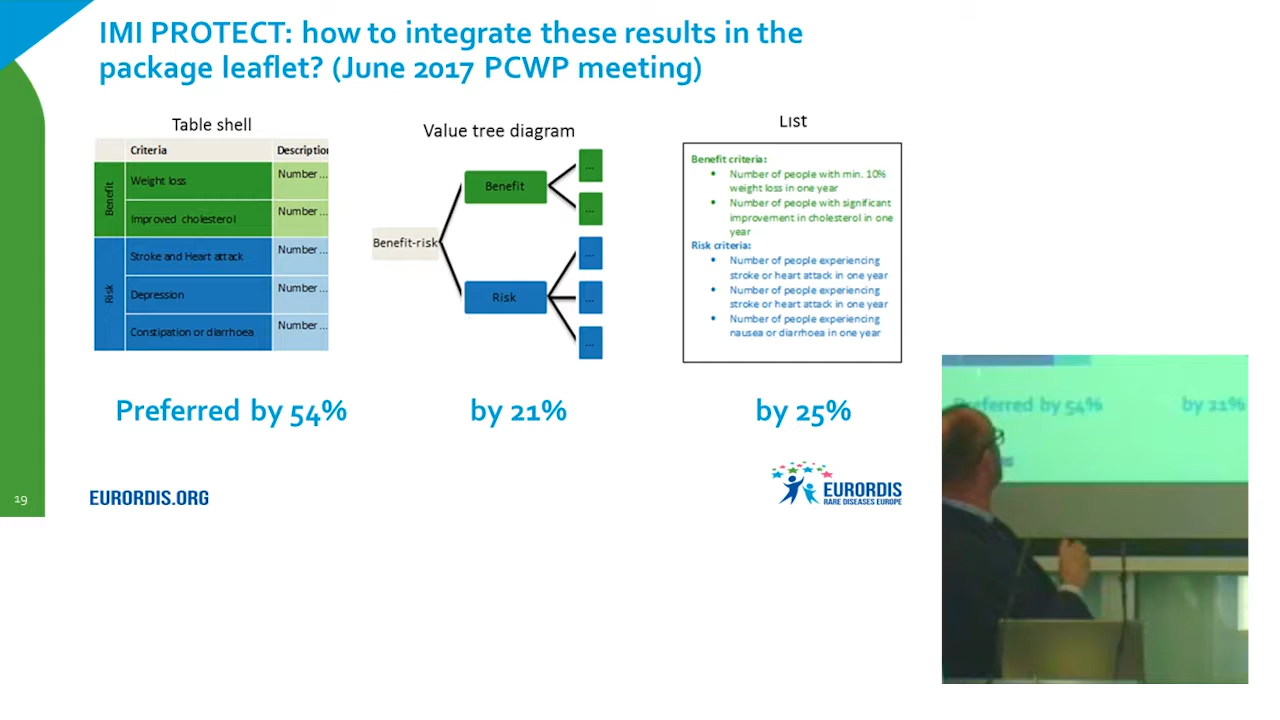 IMI PROTECT: how to integrate these results in the
package leaflet? (June 2017 PCWP meeting)
Table shell
Criteria
Description
Benefit
Weight loss
Number ...
Improved cholesterol
Number ...
Risk
Stroke and Heart attack
Number ...
Depression
Number ...
Constipation or diarrhoea
Number ...
Value tree diagram
Benefit-risk
Benefit
...
...
Risk
...
...
...
List
Benefit criteria:
• Number of people with min. 10%
weight loss in one year
• Number of people with significant
improvement in cholesterol in one
year
Risk criteria:
• Number of people experiencing
stroke or heart attack in one year
• Number of people experiencing
stroke or heart attack in one year
• Number of people experiencing
nausea or diarrhoea in one year
Preferred by 54%
by 21%
by 25%
19
EURORDIS.ORG
EURORDIS
RARE DISEASES EUROPE
Preferred by 54%
by 21%